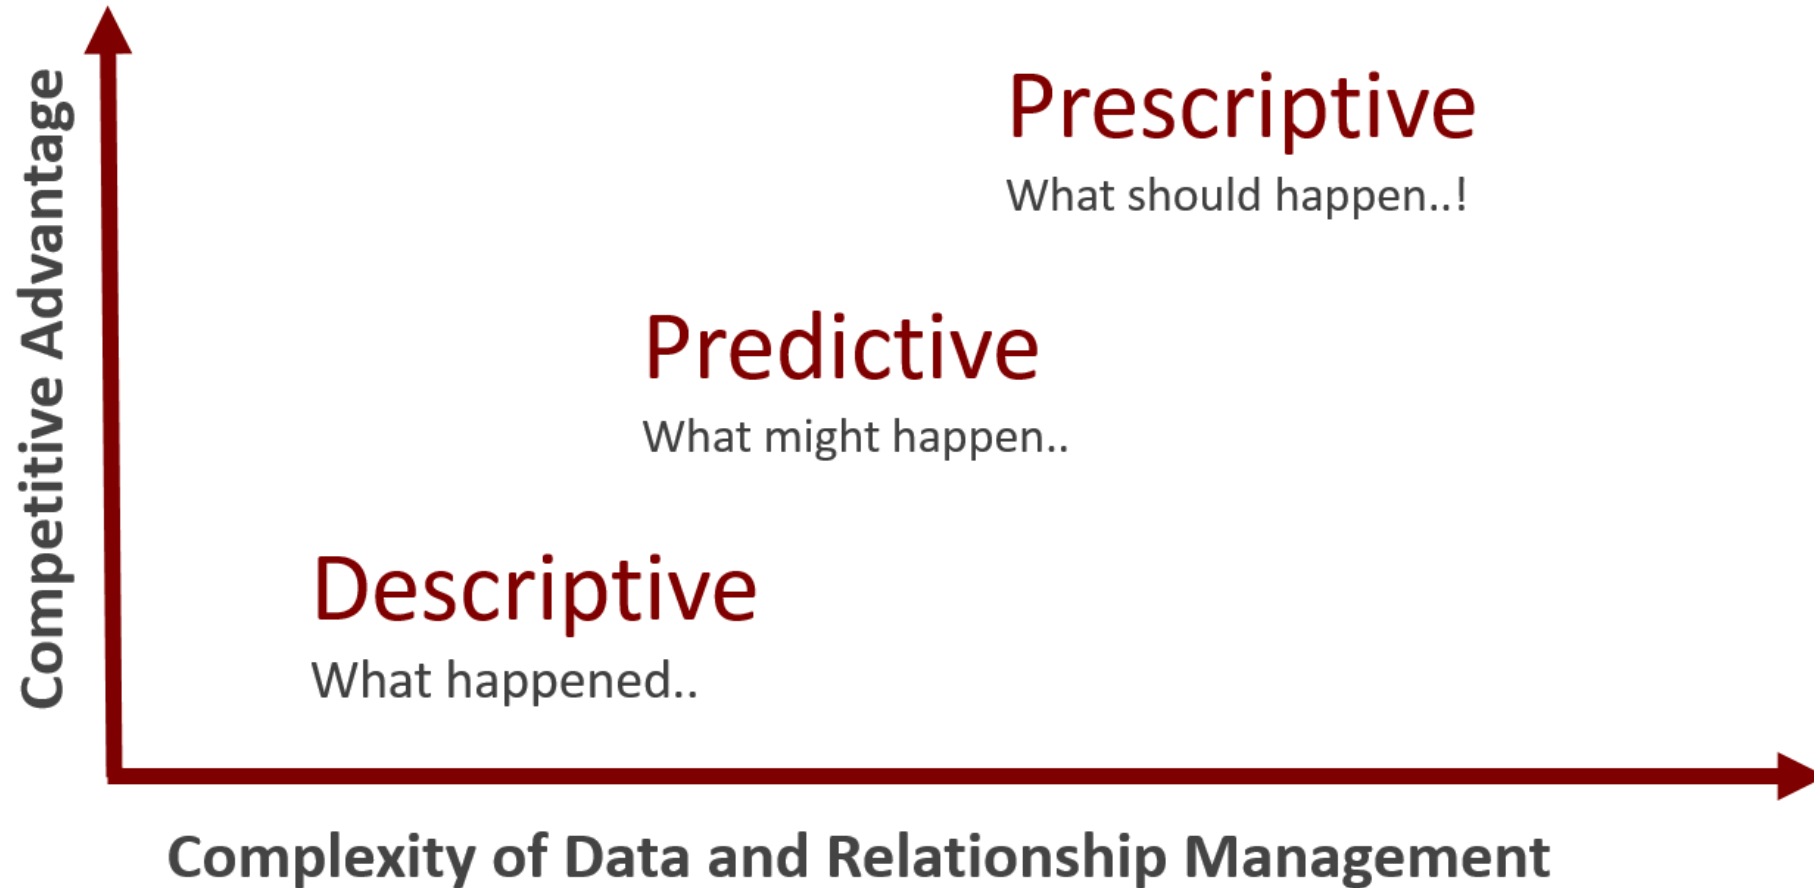 Competitive Advantage
Prescriptive
What should happen..!
Predictive
What might happen..
Descriptive
What happened..
Complexity of Data and Relationship Management